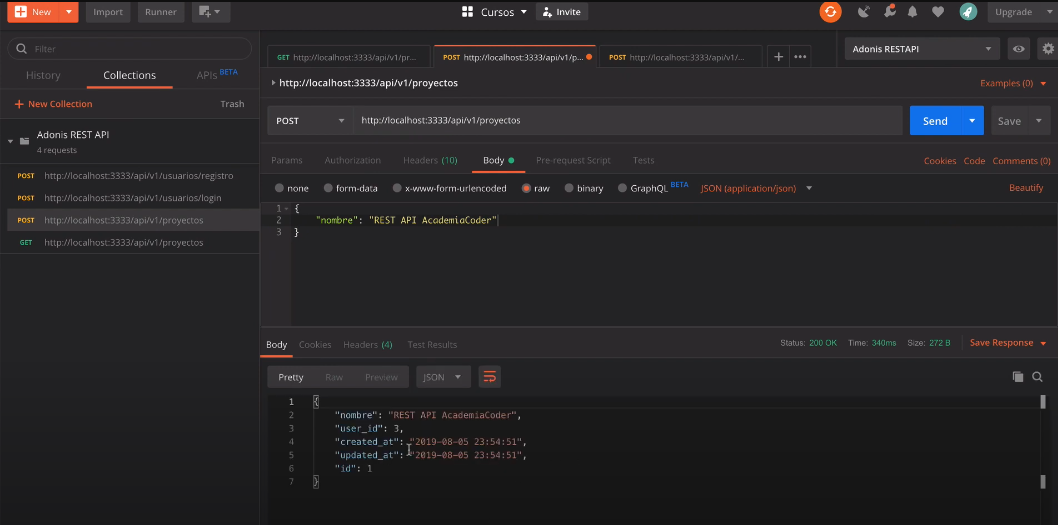 New Import Runner Cursos Invite Upgrade
Filter
History Collections APIs BETA
New Collection Trash
Adonis REST API
4 requests
POST http://localhost:3333/api/v1/usuarios/registro
POST http://localhost:3333/api/v1/usuarios/login
POST http://localhost:3333/api/v1/proyectos
GET http://localhost:3333/api/v1/proyectos
GET http://localhost:3333/api/v1/pr... POST http://localhost:3333/api/v1/p... POST http://localhost:3333/api/v1/... Adonis RESTAPI
http://localhost:3333/api/v1/proyectos Examples (0)
POST http://localhost:3333/api/v1/proyectos Send Save
Params Authorization Headers (10) Body Pre-request Script Tests Cookies Code Comments (0)
none form-data x-www-form-urlencoded raw binary GraphQL BETA JSON (application/json) Beautify
1 {
2 "nombre": "REST API AcademiaCoder"
3 }
Body Cookies Headers (4) Test Results Status: 200 OK Time: 340ms Size: 272 B Save Response
Pretty Raw Preview JSON
1 {
2 "nombre": "REST API AcademiaCoder",
3 "user_id": 3,
4 "created_at": "2019-08-05 23:54:51",
5 "updated_at": "2019-08-05 23:54:51",
6 "id": 1
7 }